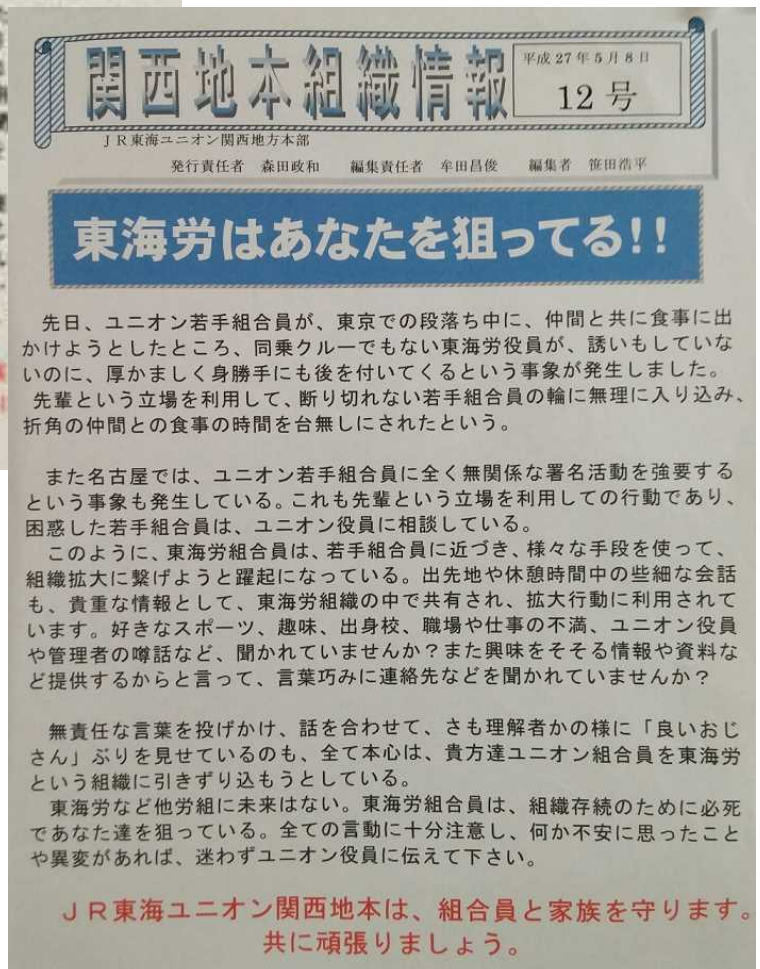 関西地本組織情報
平成27年5月8日
12号
JR東海ユニオン関西地方本部
発行責任者 森田政和 編集責任者 牟田昌俊 編集者 笹田浩平
東海労はあなたを狙ってる!!
先日、ユニオン若手組合員が、東京での段落ち中に、仲間と共に食事に出
かけようとしたところ、同乗クルーでもない東海労役員が、誘いもしていな
いのに、厚かましく身勝手にも後を付いてくるという事象が発生しました。
先輩という立場を利用して、断り切れない若手組合員の輪に無理に入り込み、
折角の仲間との食事の時間を台無しにされたという。
また名古屋では、ユニオン若手組合員に全く無関係な署名活動を強要する
という事象も発生している。これも先輩という立場を利用しての行動であり、
困惑した若手組合員は、ユニオン役員に相談している。
このように、東海労組合員は、若手組合員に近づき、様々な手段を使って、
組織拡大に繋げようと躍起になっている。出先地や休憩時間中の些細な会話
も、貴重な情報として、東海労組織の中で共有され、拡大行動に利用されて
います。好きなスポーツ、趣味、出身校、職場や仕事の不満、ユニオン役員
や管理者の噂話など、聞かれていませんか?また興味をそそる情報や資料な
ど提供するからと言って、言葉巧みに連絡先などを聞かれていませんか?
無責任な言葉を投げかけ、話を合わせて、さも理解者かの様に「良いおじ
さん」ぶりを見せているのも、全て本心は、貴方達ユニオン組合員を東海労
という組織に引きずり込もうとしている。
東海労など他労組に未来はない。東海労組合員は、組織存続のために必死
であなた達を狙っている。全ての言動に十分注意し、何か不安に思ったこと
や異変があれば、迷わずユニオン役員に伝えて下さい。
JR東海ユニオン関西地本は、組合員と家族を守ります。
共に頑張りましょう。